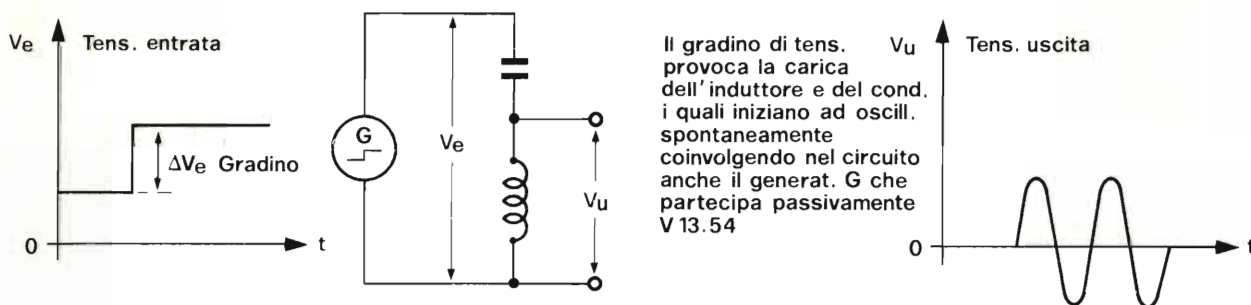 Ve
Tens. entrata
ΔVe Gradino
0
t
G
Ve
Vu
Il gradino di tens.
provoca la carica
dell'induttore e del cond.
i quali iniziano ad oscill.
spontaneamente
coinvolgendo nel circuito
anche il generat. G che
partecipa passivamente
V 13.54
Vu
Tens. uscita
0
t